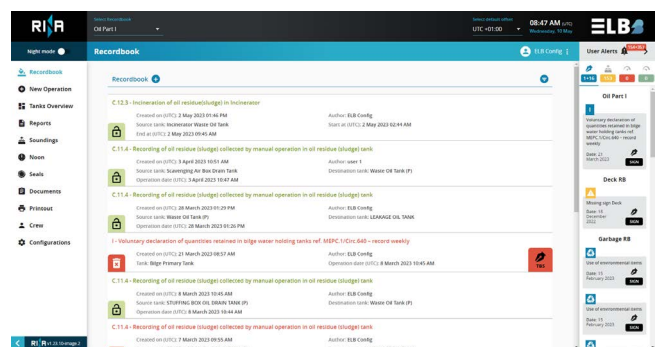 RINA
Select Recordbook
Oil Part I
Select default offset
UTC +01:00
08:47 AM (UTC)
Wednesday, 10 May
ELB
Night mode
Recordbook
ELB Config
User Alerts
Recordbook
New Operation
Tanks Overview
Reports
Soundings
Noon
Seals
Documents
Printout
Crew
Configurations
Recordbook
C.12.3 - Incineration of oil residue(sludge) in Incinerator
Created on (UTC): 2 May 2023 01:46 PM
Author: ELB Config
Source tank: Incinerator Waste Oil Tank
Start at (UTC): 2 May 2023 02:44 AM
End at (UTC): 2 May 2023 09:45 AM
C.11.4 - Recording of oil residue (sludge) collected by manual operation in oil residue (sludge) tank
Created on (UTC): 3 April 2023 10:51 AM
Author: user 1
Source tank: Scavenging Air Box Drain Tank
Destination tank: Waste Oil Tank (P)
Operation date (UTC): 3 April 2023 10:47 AM
C.11.4 - Recording of oil residue (sludge) collected by manual operation in oil residue (sludge) tank
Created on (UTC): 28 March 2023 01:29 PM
Author: ELB Config
Source tank: Waste Oil Tank (P)
Destination tank: LEAKAGE OIL TANK
Operation date (UTC): 28 March 2023 01:26 PM
I - Voluntary declaration of quantities retained in bilge water holding tanks ref. MEPC.1/Circ.640 – record weekly
Created on (UTC): 21 March 2023 08:57 AM
Author: ELB Config
Tank: Bilge Primary Tank
Operation date (UTC): 8 March 2023 10:45 AM
C.11.4 - Recording of oil residue (sludge) collected by manual operation in oil residue (sludge) tank
Created on (UTC): 8 March 2023 10:45 AM
Author: ELB Config
Source tank: STUFFING BOX OIL DRAIN TANK (P)
Destination tank: Waste Oil Tank (P)
Operation date (UTC): 8 March 2023 10:44 AM
C.11.4 - Recording of oil residue (sludge) collected by manual operation in oil residue (sludge) tank
Created on (UTC): 7 March 2023 09:55 AM
Author: ELB Config
1+16
0
0
Oil Part I
I
Voluntary declaration of
quantities retained in bilge
water holding tanks ref.
MEPC.1/Circ.640 – record
weekly
Date: 21
March 2023
SIGN
Deck RB
Missing sign Deck
Date: 15
December
2022
SIGN
Garbage RB
Use of environmental items
Date: 15
February 2023
SIGN
Use of environmental items
Date: 15
February 2023
SIGN
RINA